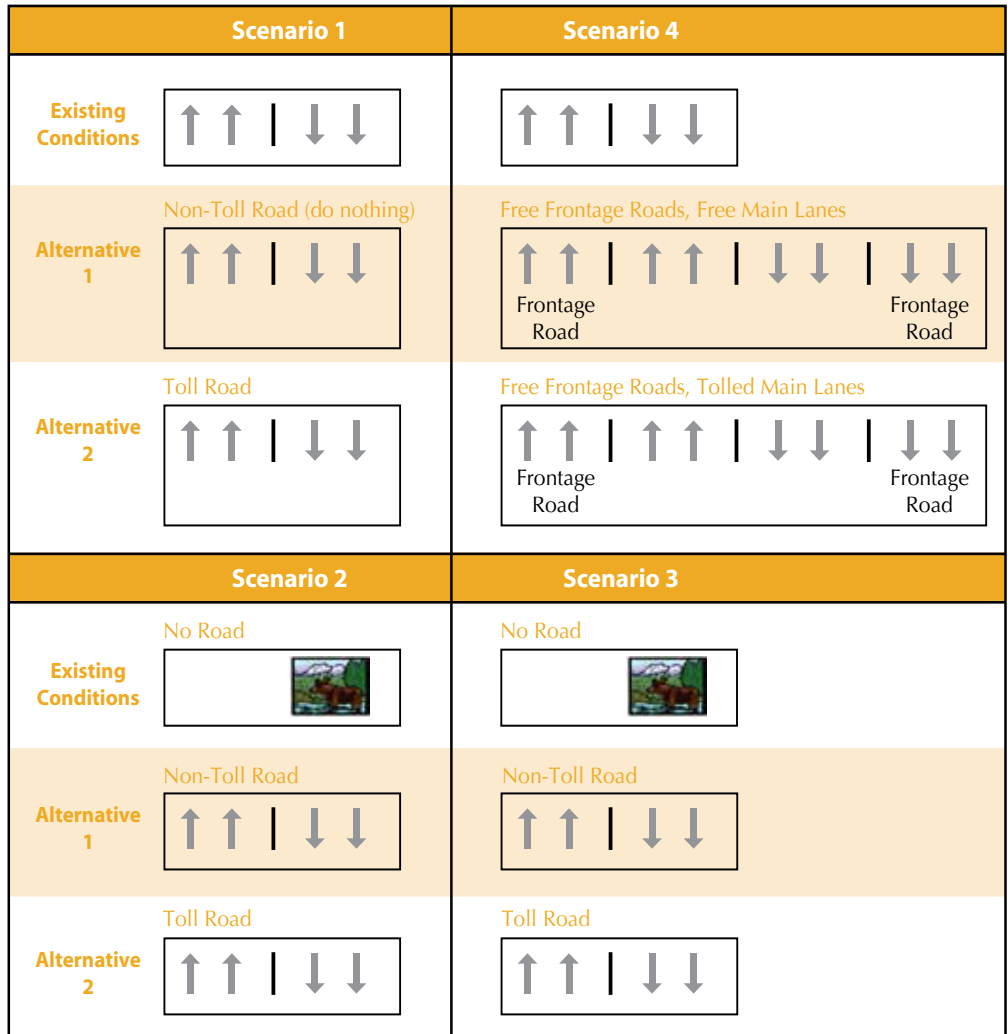 Scenario 1
Scenario 4
Existing
Conditions
Non-Toll Road (do nothing)
Free Frontage Roads, Free Main Lanes
Alternative
1
Frontage
Road
Frontage
Road
Toll Road
Free Frontage Roads, Tolled Main Lanes
Alternative
2
Frontage
Road
Frontage
Road
Scenario 2
Scenario 3
No Road
No Road
Existing
Conditions
Non-Toll Road
Non-Toll Road
Alternative
1
Toll Road
Toll Road
Alternative
2